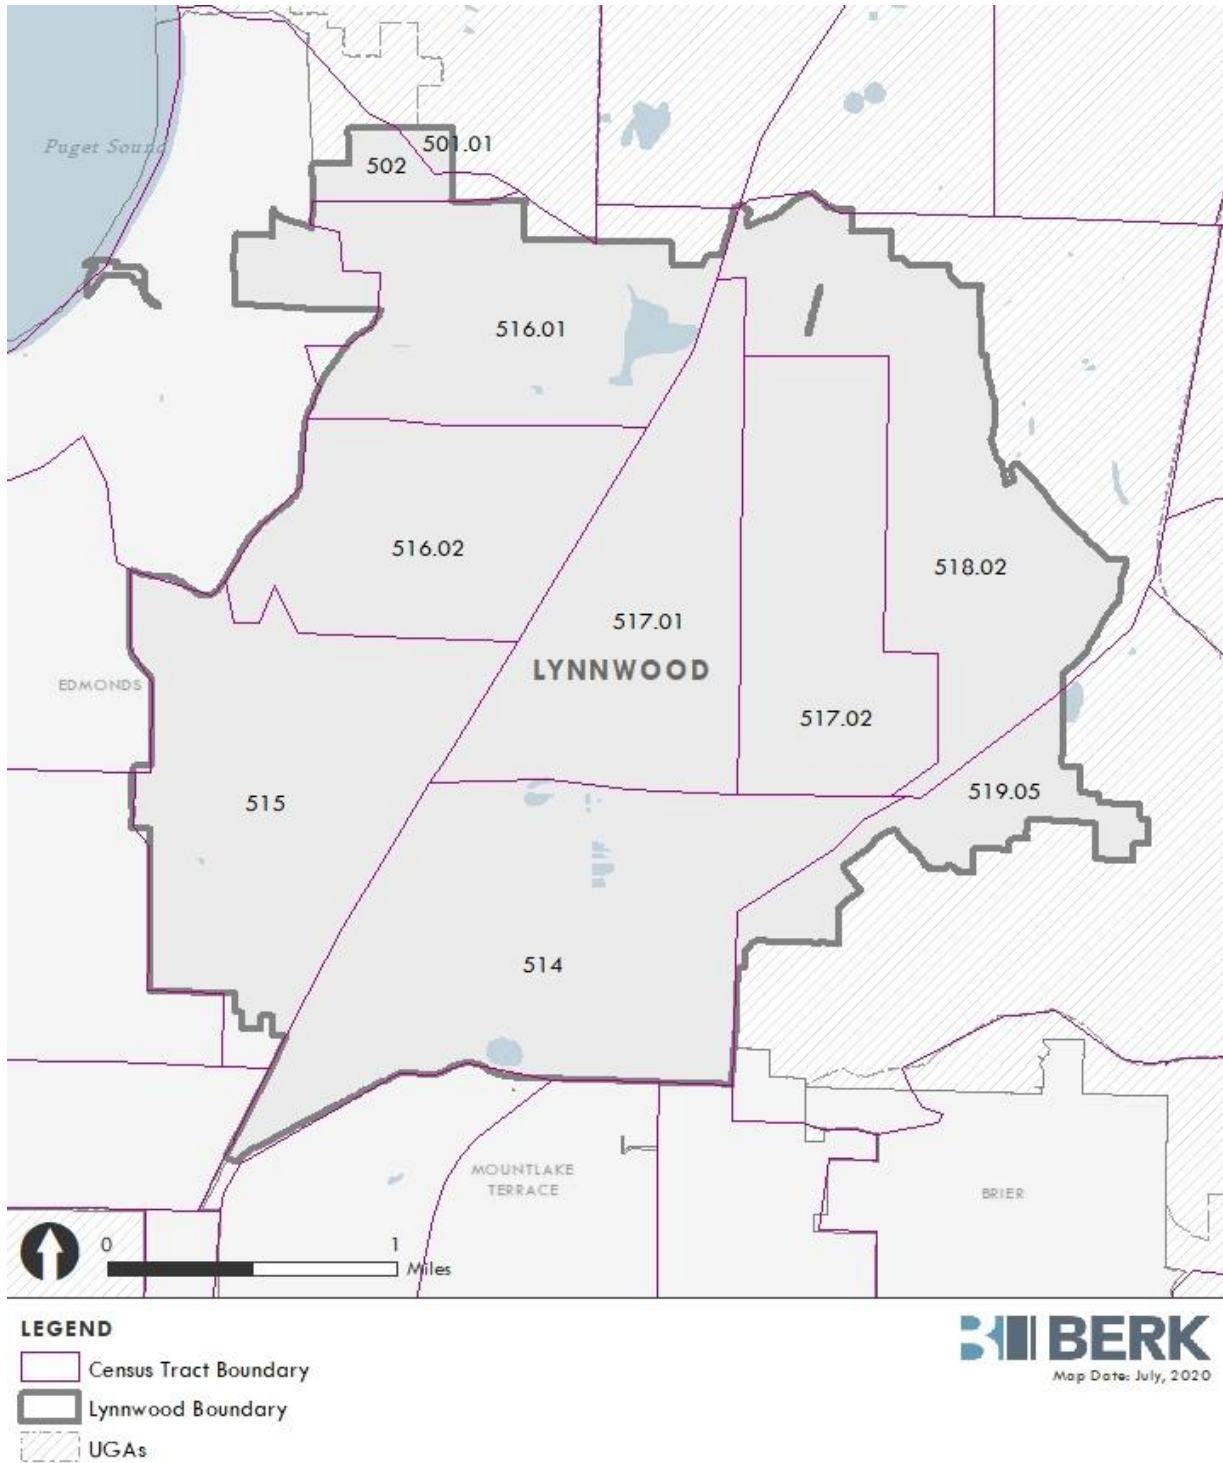 Puget Sound
501.01
502
516.01
516.02
518.02
517.01
LYNNWOOD
EDMONDS
517.02
515
519.05
514
MOUNTLAKE
TERRACE
BRIER
0 1
Miles
LEGEND
Census Tract Boundary
Lynnwood Boundary
UGAs
BERK
Map Date: July, 2020